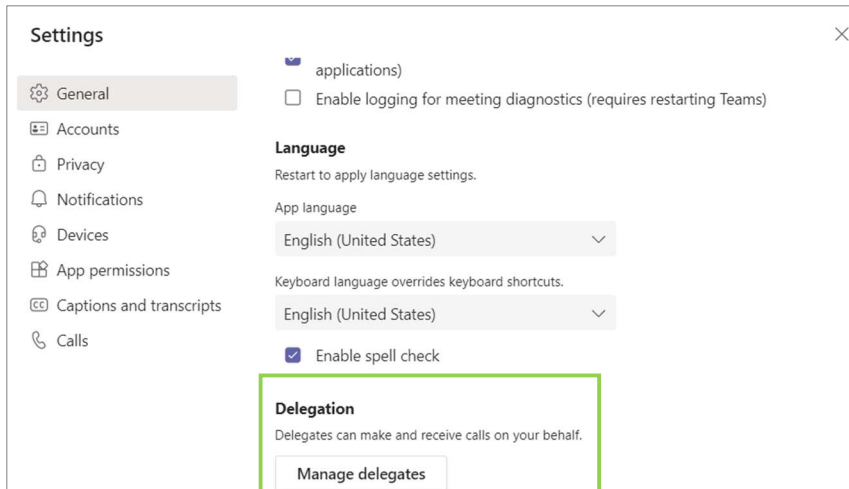 Settings
General
Accounts
Privacy
Notifications
Devices
App permissions
CC Captions and transcripts
Calls
applications)
Enable logging for meeting diagnostics (requires restarting Teams)
Language
Restart to apply language settings.
App language
English (United States)
Keyboard language overrides keyboard shortcuts.
English (United States)
Enable spell check
Delegation
Delegates can make and receive calls on your behalf.
Manage delegates